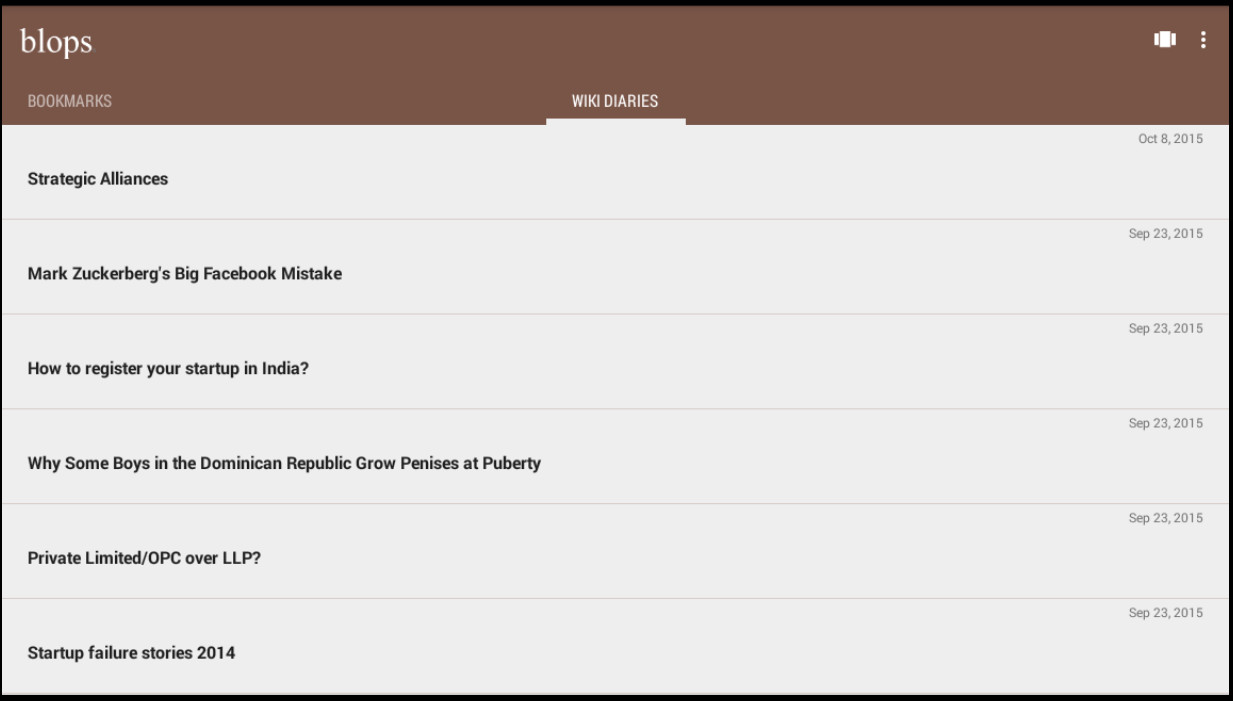 blops
BOOKMARKS
WIKI DIARIES
Oct 8, 2015
Strategic Alliances
Sep 23, 2015
Mark Zuckerberg's Big Facebook Mistake
Sep 23, 2015
How to register your startup in India?
Sep 23, 2015
Why Some Boys in the Dominican Republic Grow Penises at Puberty
Sep 23, 2015
Private Limited/OPC over LLP?
Sep 23, 2015
Startup failure stories 2014